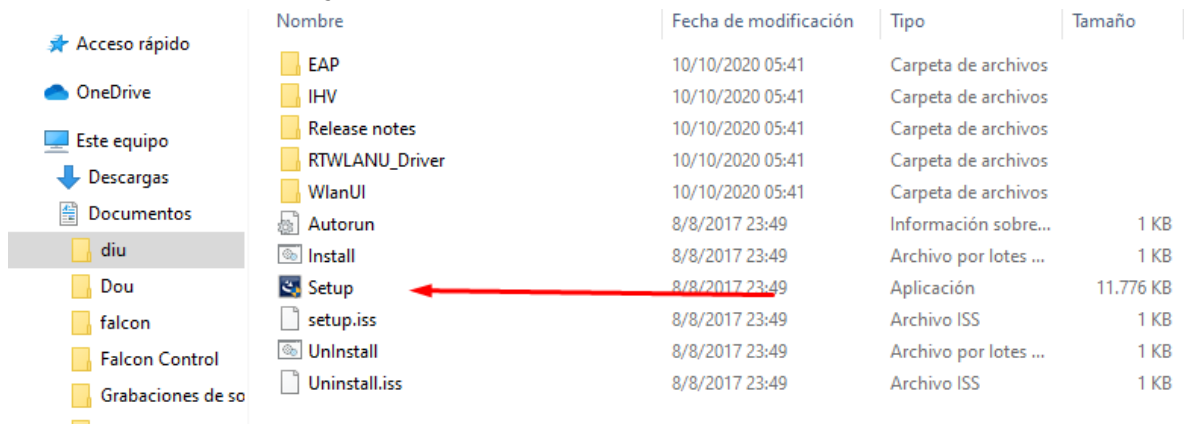 Nombre Fecha de modificación Tipo Tamaño
Acceso rápido
OneDrive
Este equipo
Descargas
Documentos
diu
Dou
falcon
Falcon Control
Grabaciones de so
EAP 10/10/2020 05:41 Carpeta de archivos
IHV 10/10/2020 05:41 Carpeta de archivos
Release notes 10/10/2020 05:41 Carpeta de archivos
RTWLANU_Driver 10/10/2020 05:41 Carpeta de archivos
WlanUI 10/10/2020 05:41 Carpeta de archivos
Autorun 8/8/2017 23:49 Información sobre... 1 KB
Install 8/8/2017 23:49 Archivo por lotes ... 1 KB
Setup 8/8/2017 23:49 Aplicación 11.776 KB
setup.iss 8/8/2017 23:49 Archivo ISS 1 KB
UnInstall 8/8/2017 23:49 Archivo por lotes ... 1 KB
Uninstall.iss 8/8/2017 23:49 Archivo ISS 1 KB